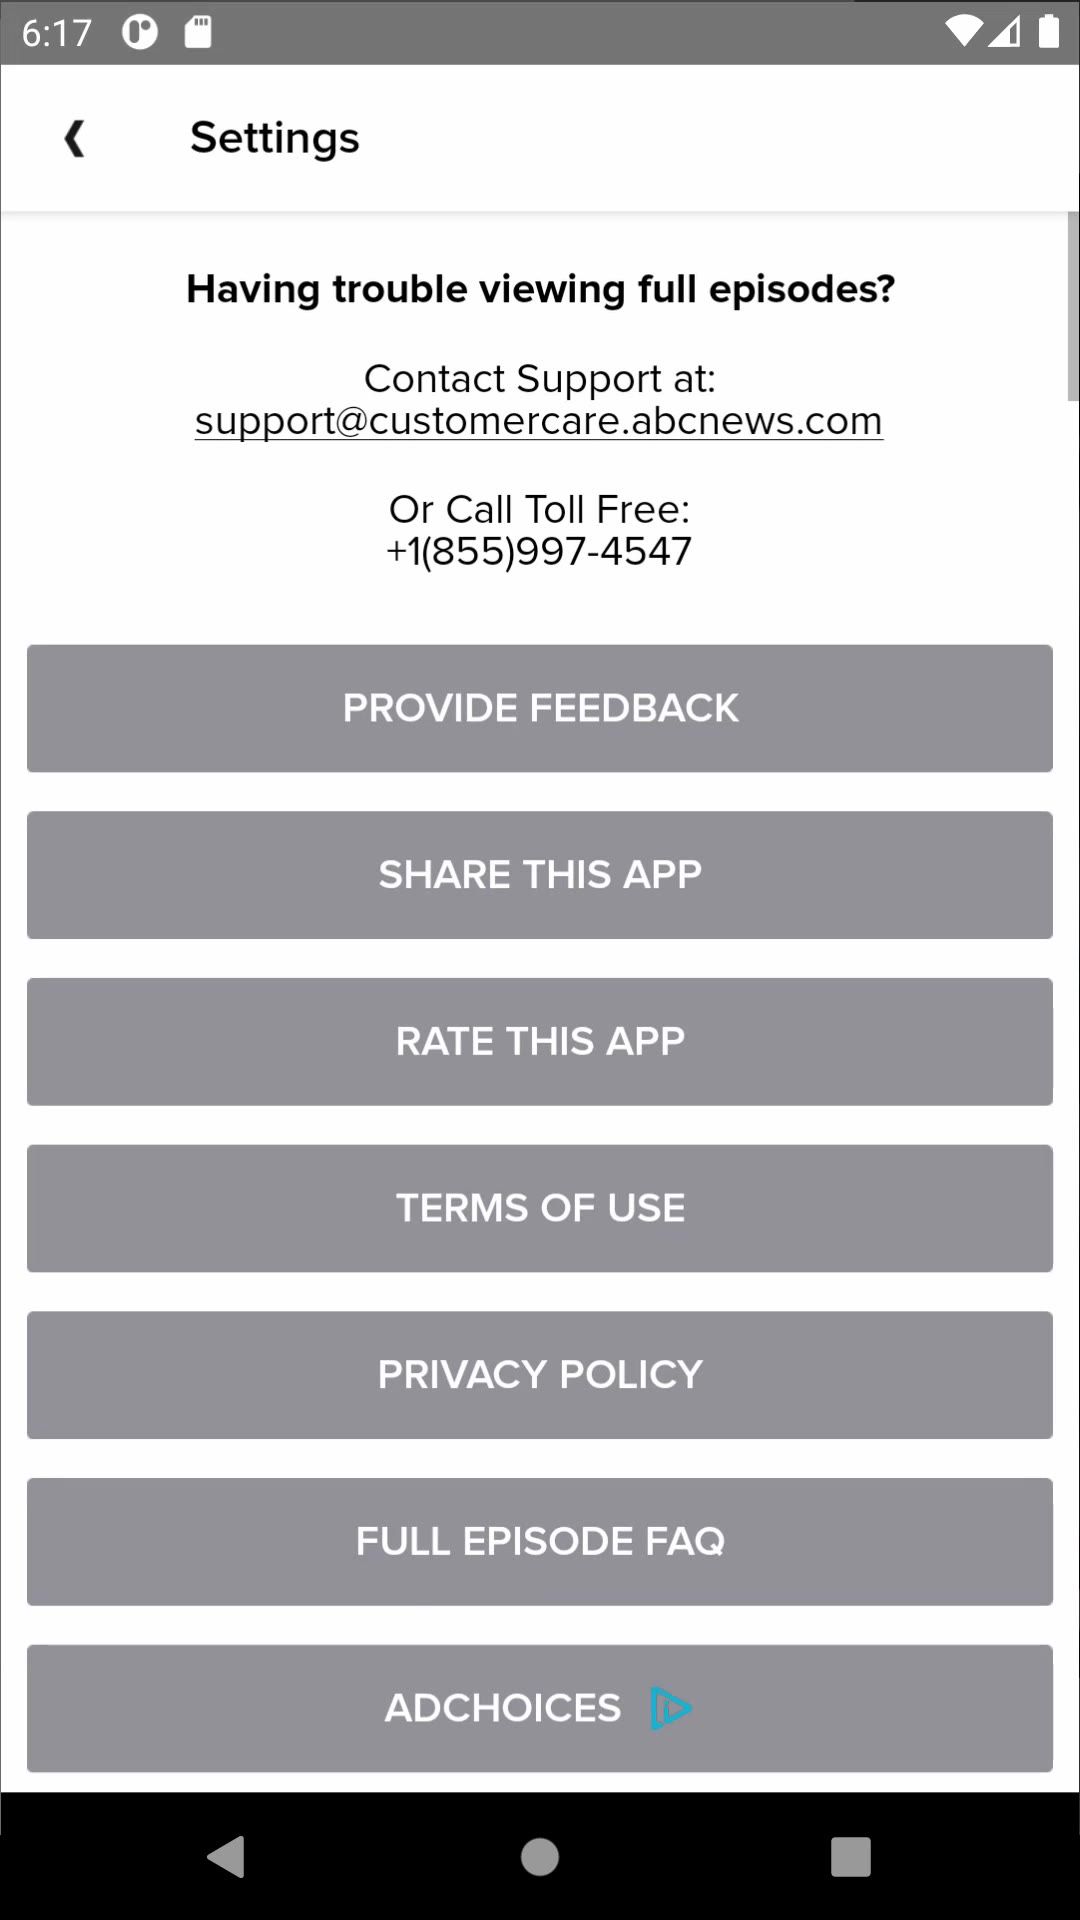 6:17
Settings
Having trouble viewing full episodes?
Contact Support at:
support@customercare.abcnews.com
Or Call Toll Free:
+1(855)997-4547
PROVIDE FEEDBACK
SHARE THIS APP
RATE THIS APP
TERMS OF USE
PRIVACY POLICY
FULL EPISODE FAQ
ADCHOICES